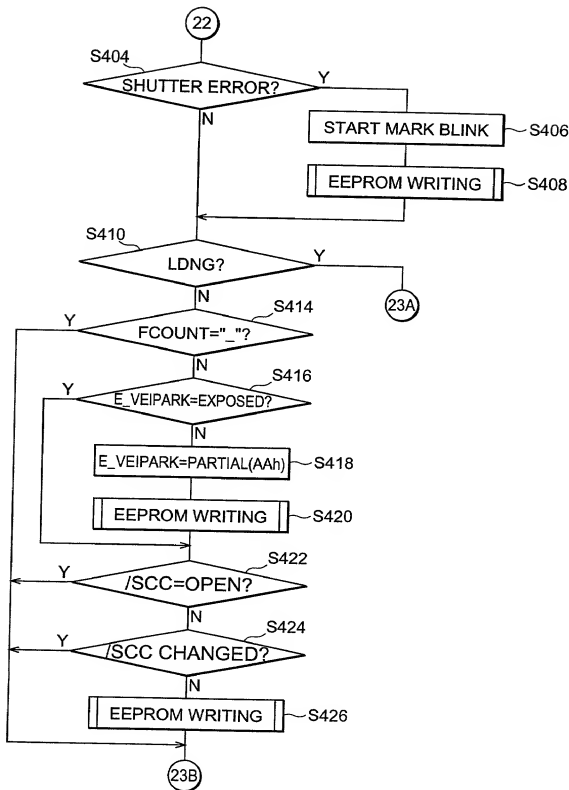 22
S404
SHUTTER ERROR?
Y
N
START MARK BLINK
S406
EEPROM WRITING
S408
S410
LDNG?
Y
N
23A
S414
Y
FCOUNT="_"?
N
S416
Y
E_VEIPARK=EXPOSED?
N
E_VEIPARK=PARTIAL(AAh)
S418
EEPROM WRITING
S420
S422
Y
/SCC=OPEN?
N
S424
Y
/SCC CHANGED?
N
EEPROM WRITING
S426
23B